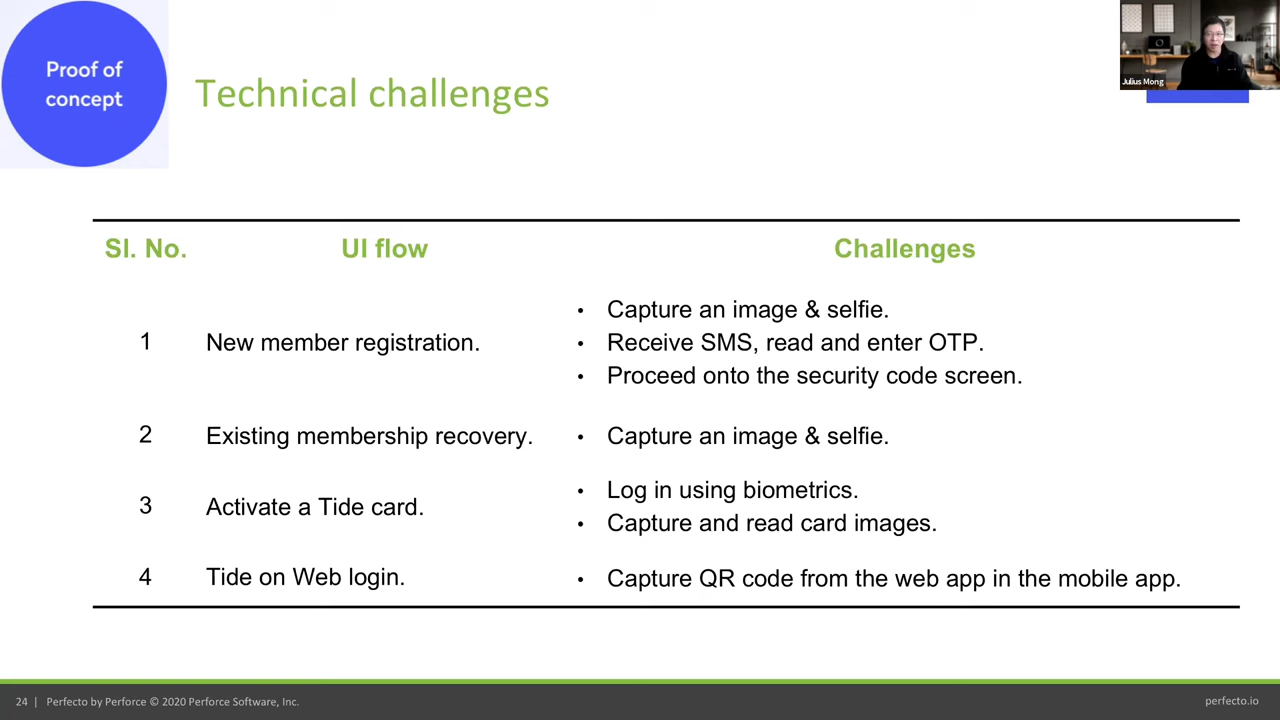 Proof of
concept
Technical challenges
Julius Mong
Sl. No. UI flow Challenges
1 New member registration.
• Capture an image & selfie.
• Receive SMS, read and enter OTP.
• Proceed onto the security code screen.
2 Existing membership recovery.
• Capture an image & selfie.
3 Activate a Tide card.
• Log in using biometrics.
• Capture and read card images.
4 Tide on Web login.
• Capture QR code from the web app in the mobile app.
24 | Perfecto by Perforce © 2020 Perforce Software, Inc.
perfecto.io